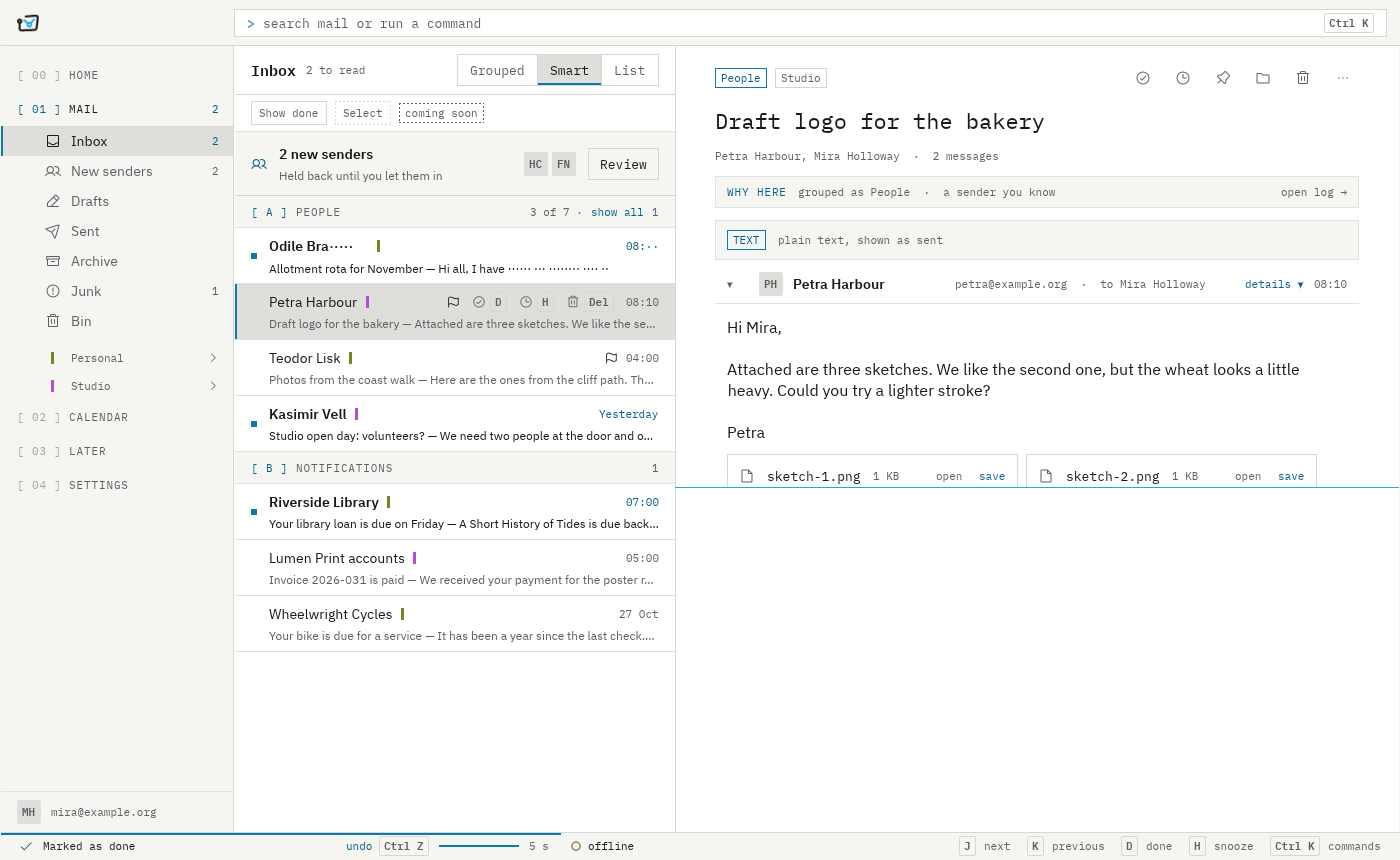 > search mail or run a command Ctrl K
[ 00 ] HOME
[ 01 ] MAIL 2
Inbox 2
New senders 2
Drafts
Sent
Archive
Junk 1
Bin
Personal
Studio
[ 02 ] CALENDAR
[ 03 ] LATER
[ 04 ] SETTINGS
MH mira@example.org
Inbox 2 to read Grouped Smart List
Show done Select coming soon
2 new senders
Held back until you let them in
HC FN Review
[ A ] PEOPLE 3 of 7 · show all 1
Odile Bra····· 08:··
Allotment rota for November — Hi all, I have ······ ··· ········ ···· ··
Petra Harbour D H Del 08:10
Draft logo for the bakery — Attached are three sketches. We like the se…
Teodor Lisk 04:00
Photos from the coast walk — Here are the ones from the cliff path. Th…
Kasimir Vell Yesterday
Studio open day: volunteers? — We need two people at the door and o…
[ B ] NOTIFICATIONS 1
Riverside Library 07:00
Your library loan is due on Friday — A Short History of Tides is due back…
Lumen Print accounts 05:00
Invoice 2026-031 is paid — We received your payment for the poster r…
Wheelwright Cycles 27 Oct
Your bike is due for a service — It has been a year since the last check.…
People Studio
Draft logo for the bakery
Petra Harbour, Mira Holloway · 2 messages
WHY HERE grouped as People · a sender you know open log →
TEXT plain text, shown as sent
▾ PH Petra Harbour petra@example.org · to Mira Holloway details ▾ 08:10
Hi Mira,
Attached are three sketches. We like the second one, but the wheat looks a little
heavy. Could you try a lighter stroke?
Petra
sketch-1.png 1 KB open save
sketch-2.png 1 KB open save
Marked as done undo Ctrl Z 5 s offline
J next K previous D done H snooze Ctrl K commands